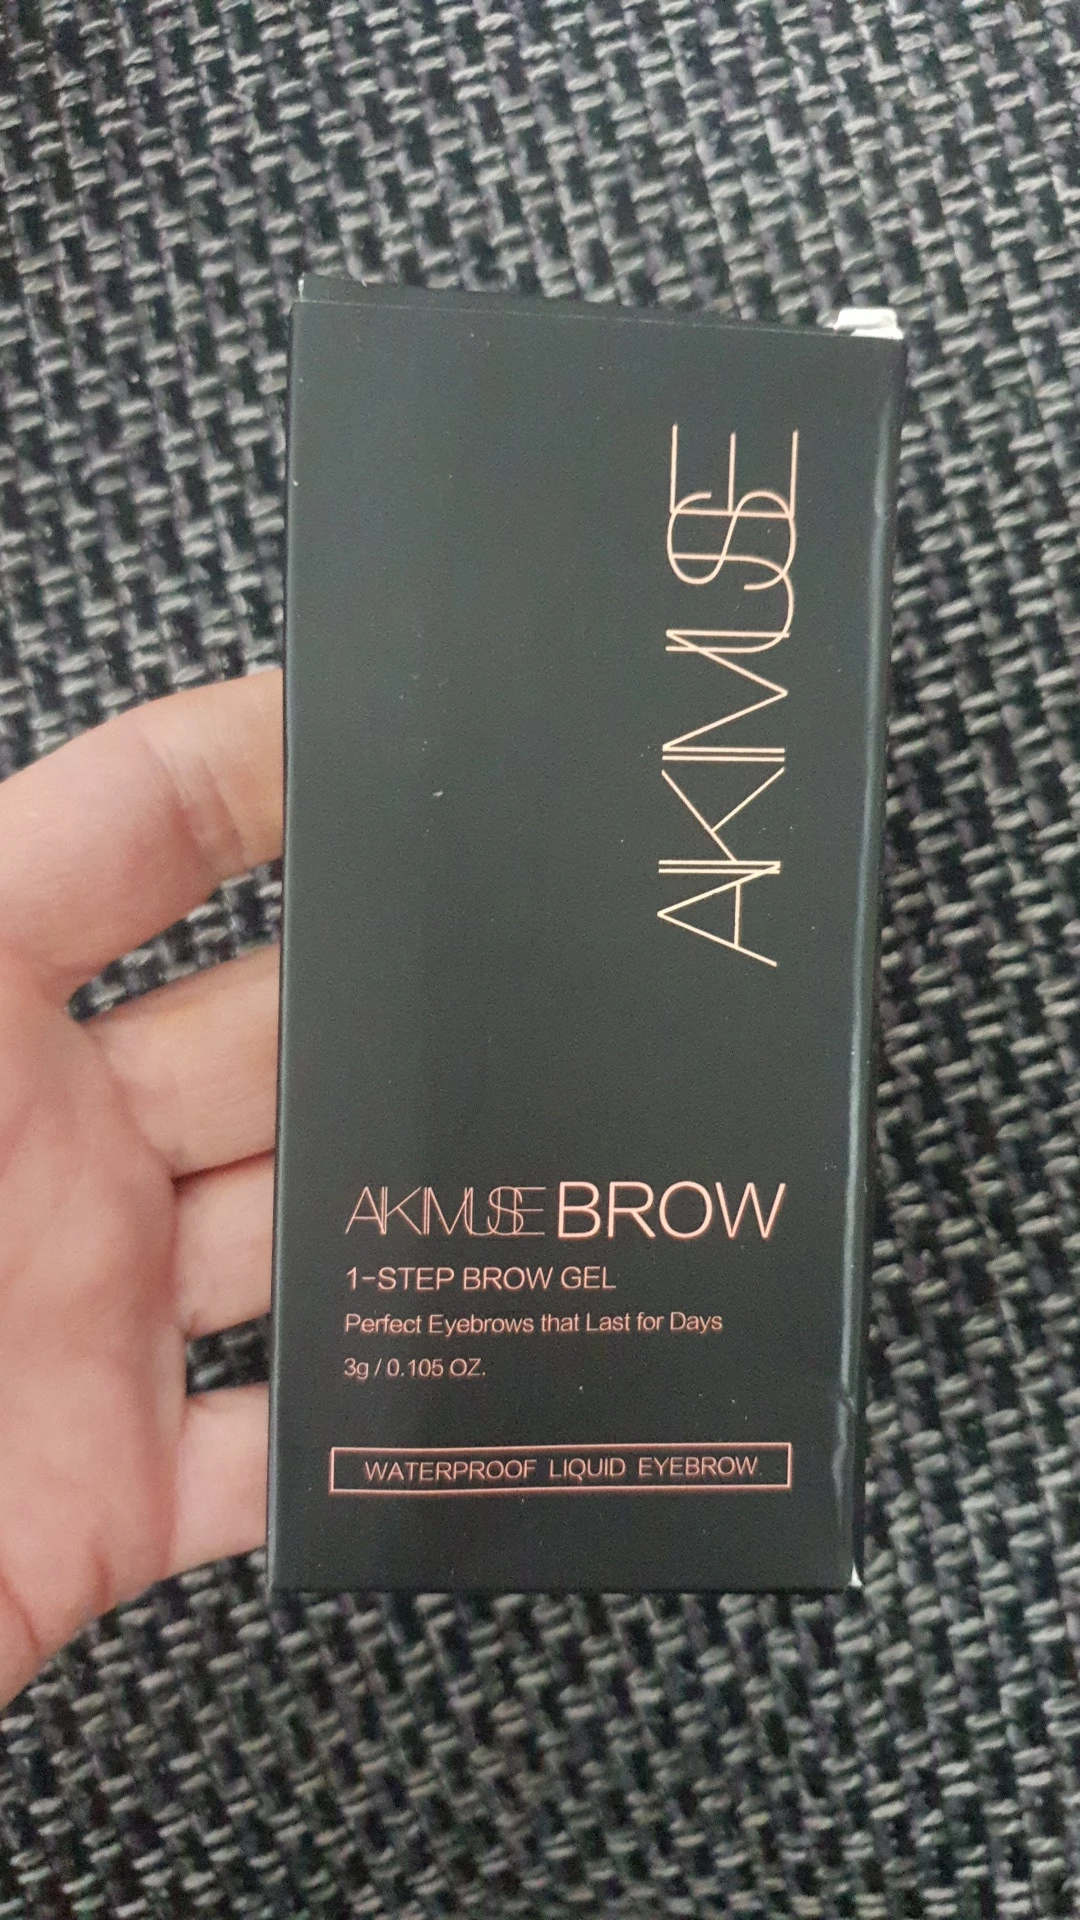 AKIMUSE
AKIMUSE BROW
1-STEP BROW GEL
Perfect Eyebrows that Last for Days
3g / 0.105 OZ.
WATERPROOF LIQUID EYEBROW